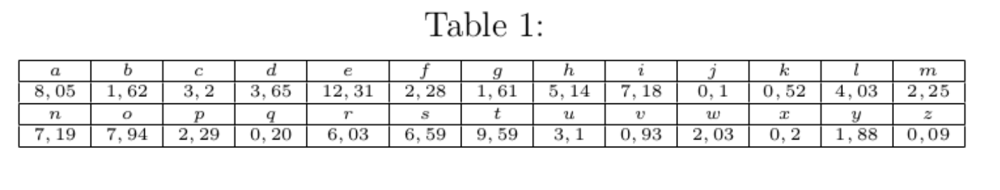 Table 1:
a b c d e f g h i j k l m
8,05 1,62 3,2 3,65 12,31 2,28 1,61 5,14 7,18 0,1 0,52 4,03 2,25
n o p q r s t u v w x y z
7,19 7,94 2,29 0,20 6,03 6,59 9,59 3,1 0,93 2,03 0,2 1,88 0,09